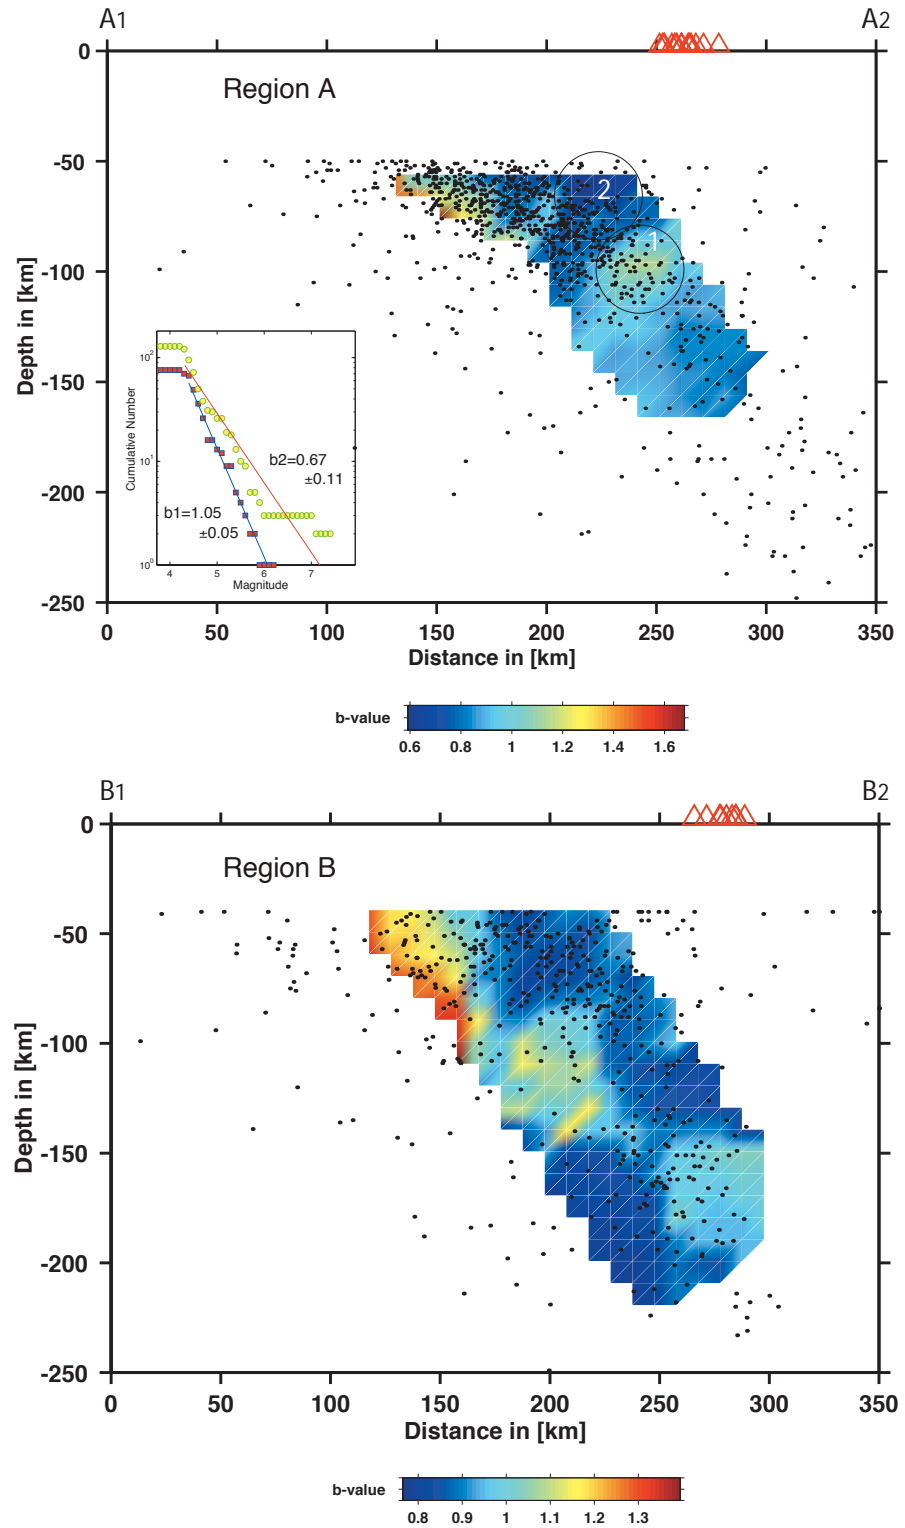 A1 A2
0
Region A
-50
2
1
-100
Depth in [km]
-150
10² 
Cumulative Number
b2=0.67
±0.11
10¹
b1=1.05
±0.05
10⁰
4 5 6 7
Magnitude
-200
-250
0 50 100 150 200 250 300 350
Distance in [km]
b-value
0.6 0.8 1 1.2 1.4 1.6
B1 B2
0
Region B
-50
-100
Depth in [km]
-150
-200
-250
0 50 100 150 200 250 300 350
Distance in [km]
b-value
0.8 0.9 1 1.1 1.2 1.3